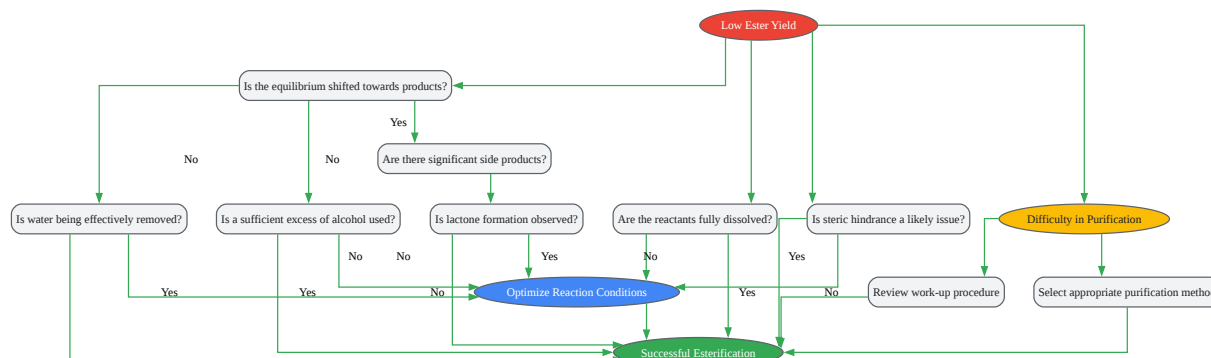 Low Ester Yield
Is the equilibrium shifted towards products?
Yes
Are there significant side products?
No
No
Is water being effectively removed?
Is a sufficient excess of alcohol used?
Is lactone formation observed?
Are the reactants fully dissolved?
Is steric hindrance a likely issue?
Difficulty in Purification
No
No
Yes
No
Yes
Yes
Yes
No
Optimize Reaction Conditions
Yes
No
Review work-up procedure
Select appropriate purification method
Successful Esterification